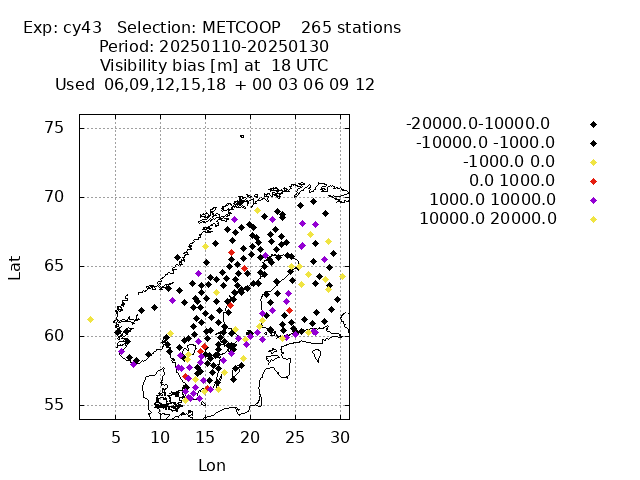 Exp: cy43   Selection: METCOOP    265 stations
Period: 20250110-20250130
Visibility bias [m] at  18 UTC
Used  06,09,12,15,18  + 00 03 06 09 12
-20000.0-10000.0
-10000.0 -1000.0
-1000.0 0.0
0.0 1000.0
1000.0 10000.0
10000.0 20000.0
75
70
65
60
55
Lat
5 10 15 20 25 30
Lon